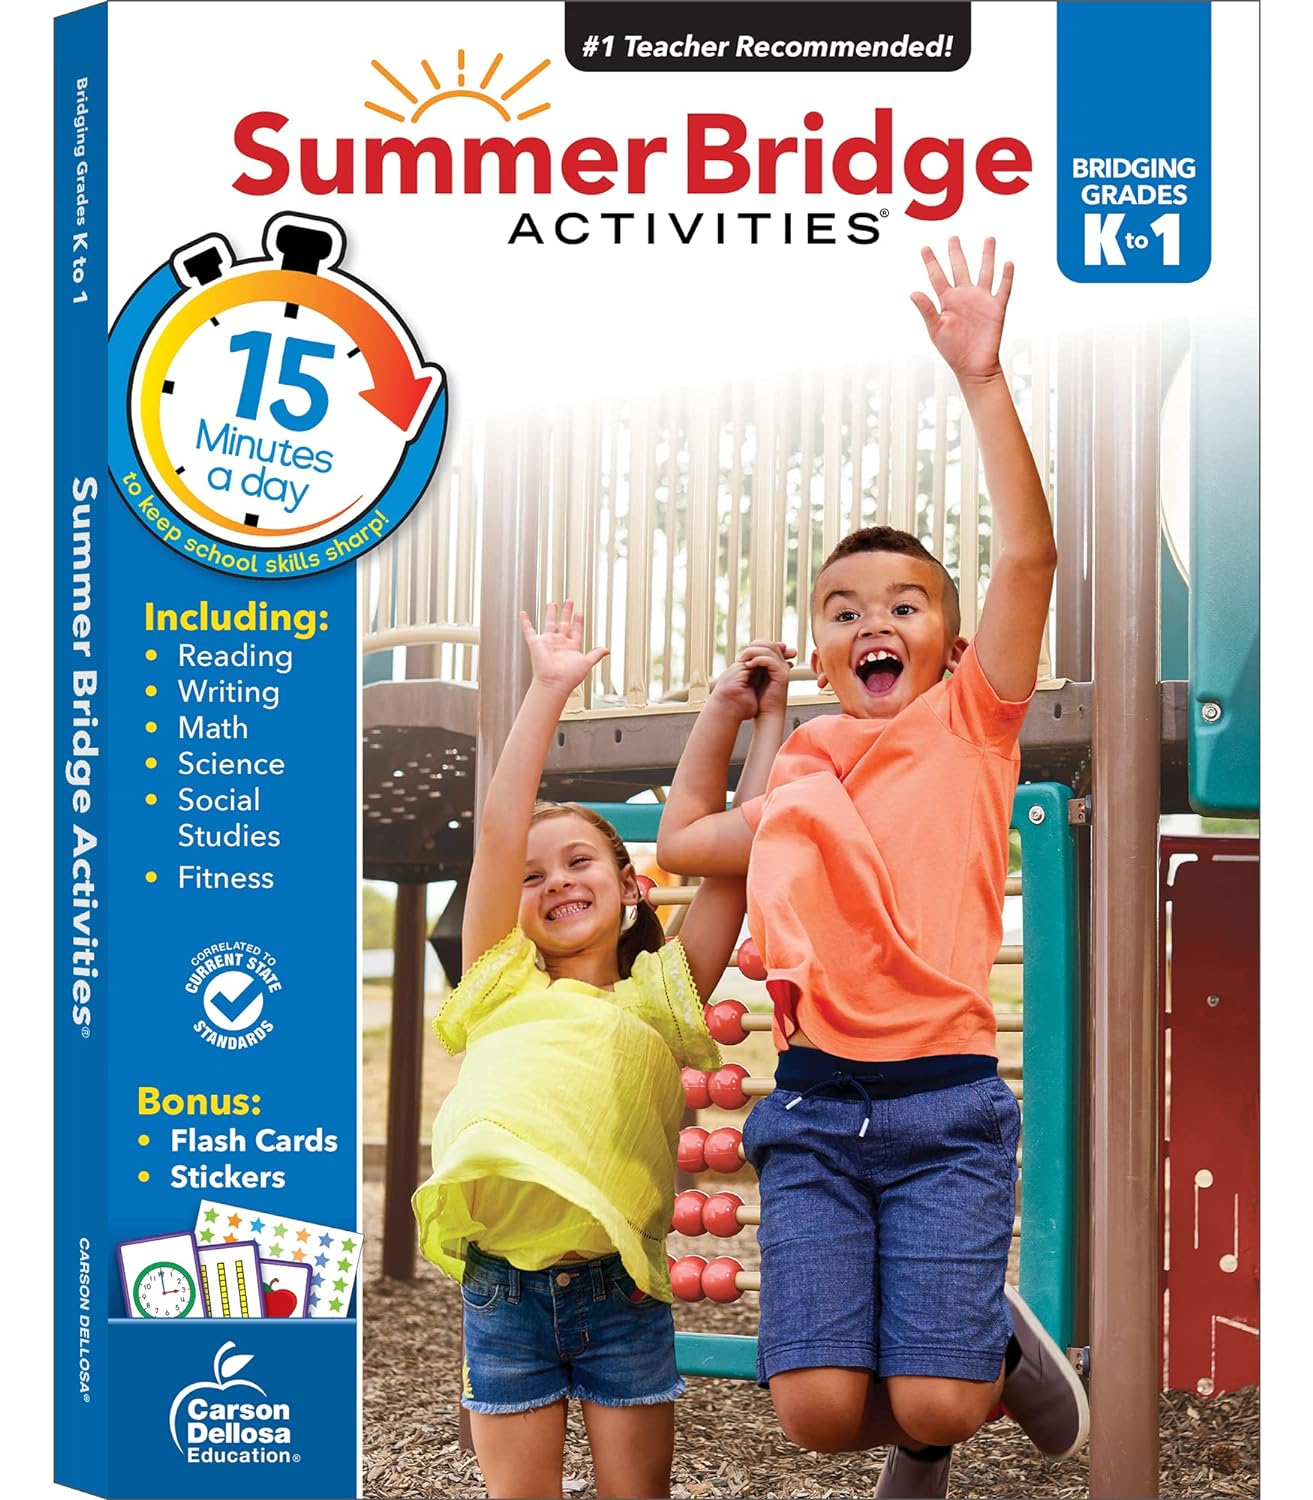 #1 Teacher Recommended!
Summer Bridge
ACTIVITIES®
BRIDGING
GRADES
K to 1
15
Minutes
a day
to keep school skills sharp!
Including:
• Reading
• Writing
• Math
• Science
• Social
Studies
• Fitness
CORRELATED TO
CURRENT STATE
STANDARDS
Bonus:
• Flash Cards
• Stickers
Carson
Dellosa
Education®
Bridging Grades K to 1
Summer Bridge Activities®
CARSON DELLOSA®